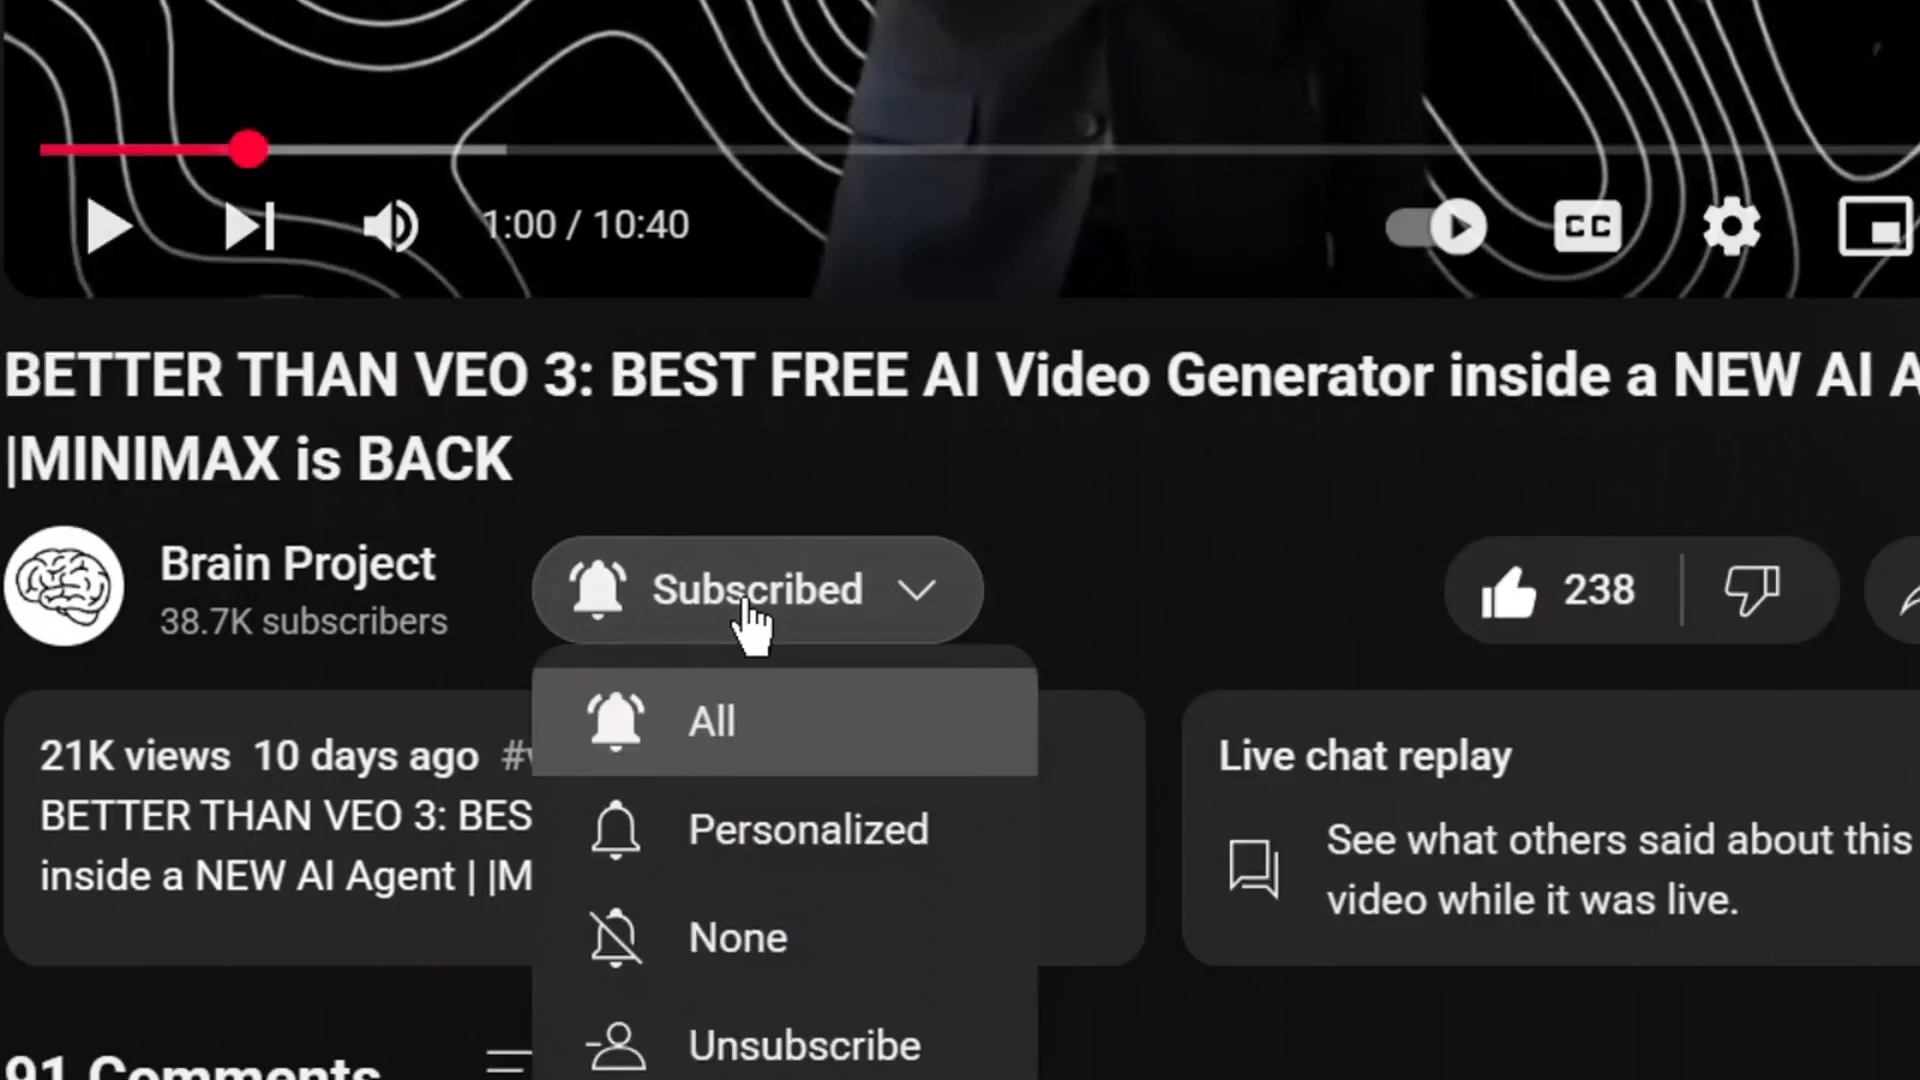 1:00 / 10:40
CC
BETTER THAN VEO 3: BEST FREE AI Video Generator inside a NEW AI A
|MINIMAX is BACK
Brain Project
38.7K subscribers
Subscribed
238
All
Personalized
None
Unsubscribe
21K views 10 days ago #
BETTER THAN VEO 3: BES
inside a NEW AI Agent | |M
Live chat replay
See what others said about this
video while it was live.
91 Comments